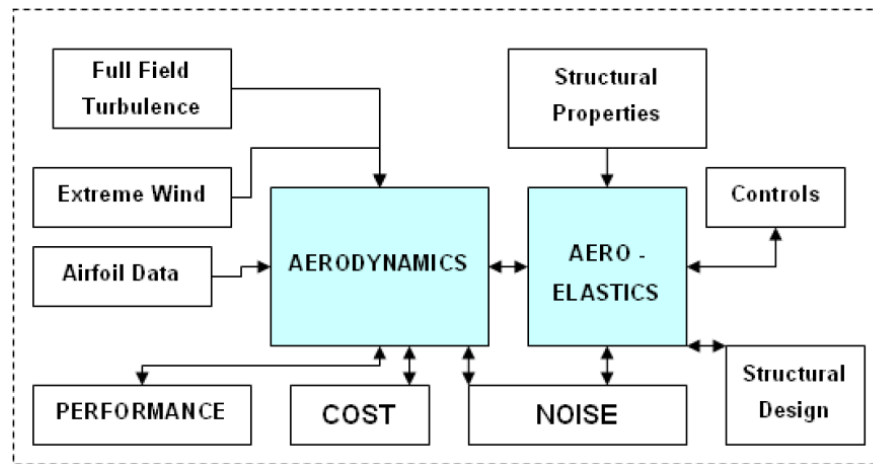 Full Field
Turbulence
Structural
Properties
Extreme Wind
Controls
Airfoil Data
AERODYNAMICS
AERO -
ELASTICS
PERFORMANCE
COST
NOISE
Structural
Design